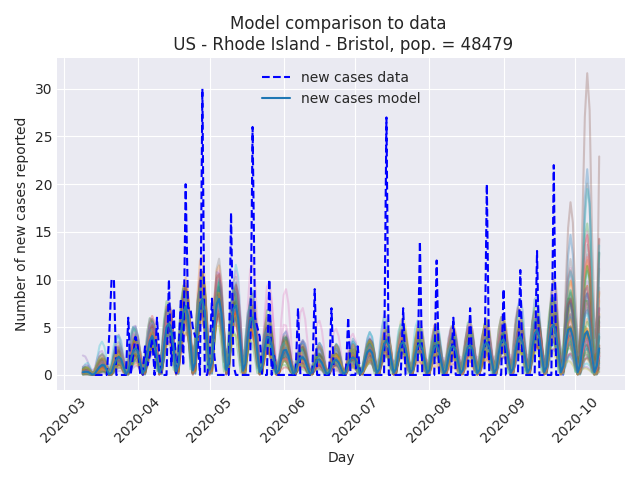 Model comparison to data
US - Rhode Island - Bristol, pop. = 48479
new cases data
new cases model
Number of new cases reported
30
25
20
15
10
5
0
2020-03
2020-04
2020-05
2020-06
2020-07
2020-08
2020-09
2020-10
Day